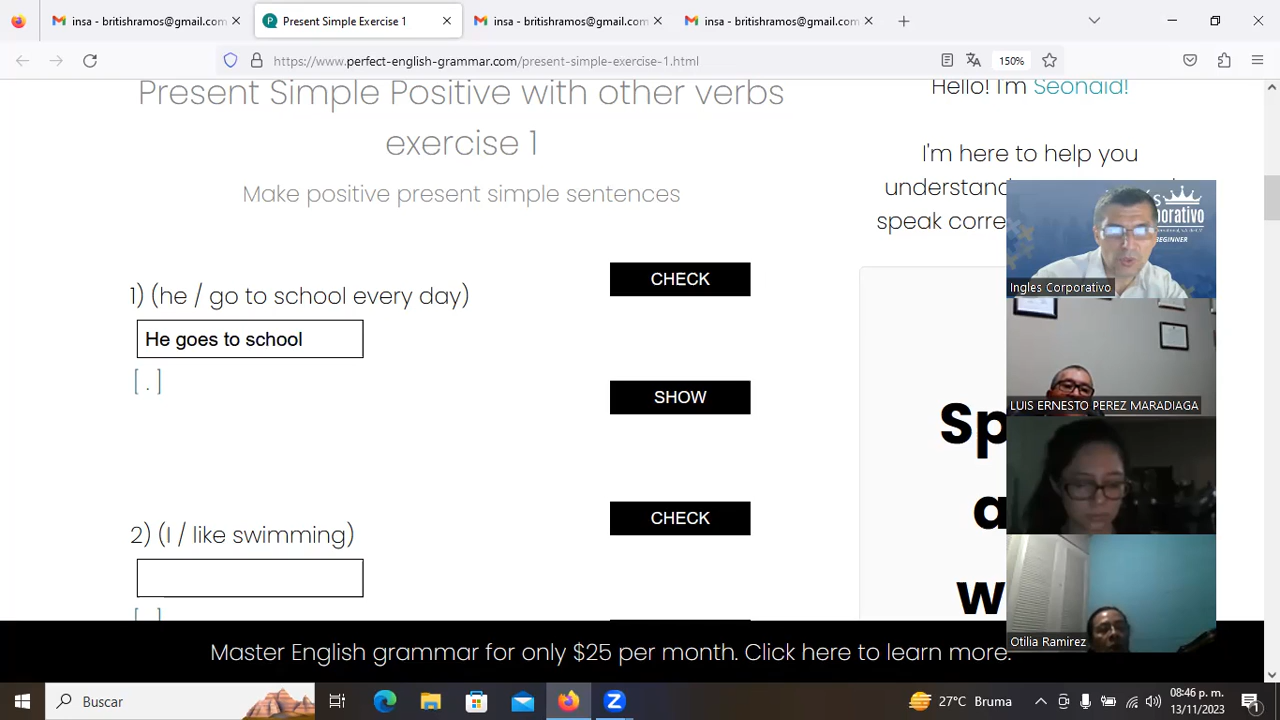 insa - britishramos@gmail.com
Present Simple Exercise 1
insa - britishramos@gmail.com
insa - britishramos@gmail.com
https://www.perfect-english-grammar.com/present-simple-exercise-1.html
150%
Present Simple Positive with other verbs
exercise 1
Make positive present simple sentences
1) (he / go to school every day)
He goes to school
[ . ]
CHECK
SHOW
2) (I / like swimming)
CHECK
Hello! I'm Seonaid!
I'm here to help you
understand
speak corre
Sp
a
w
orativo
BEGINNER
Ingles Corporativo
LUIS ERNESTO PEREZ MARADIAGA
Otilia Ramirez
Master English grammar for only $25 per month. Click here to learn more.
Buscar
27°C Bruma
08:46 p. m.
13/11/2023